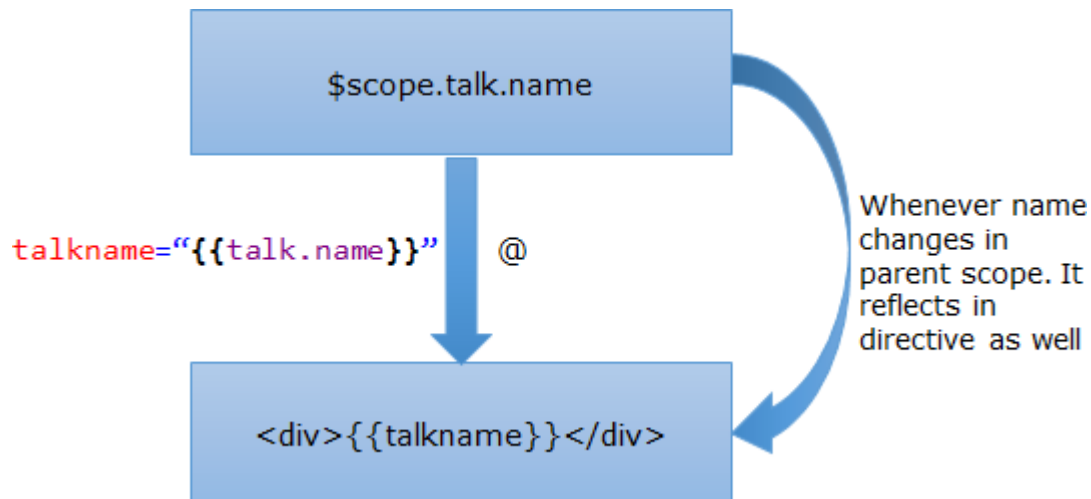 $scope.talk.name
talkname=“{{talk.name}}”
@
Whenever name
changes in
parent scope. It
reflects in
directive as well
<div>{{talkname}}</div>